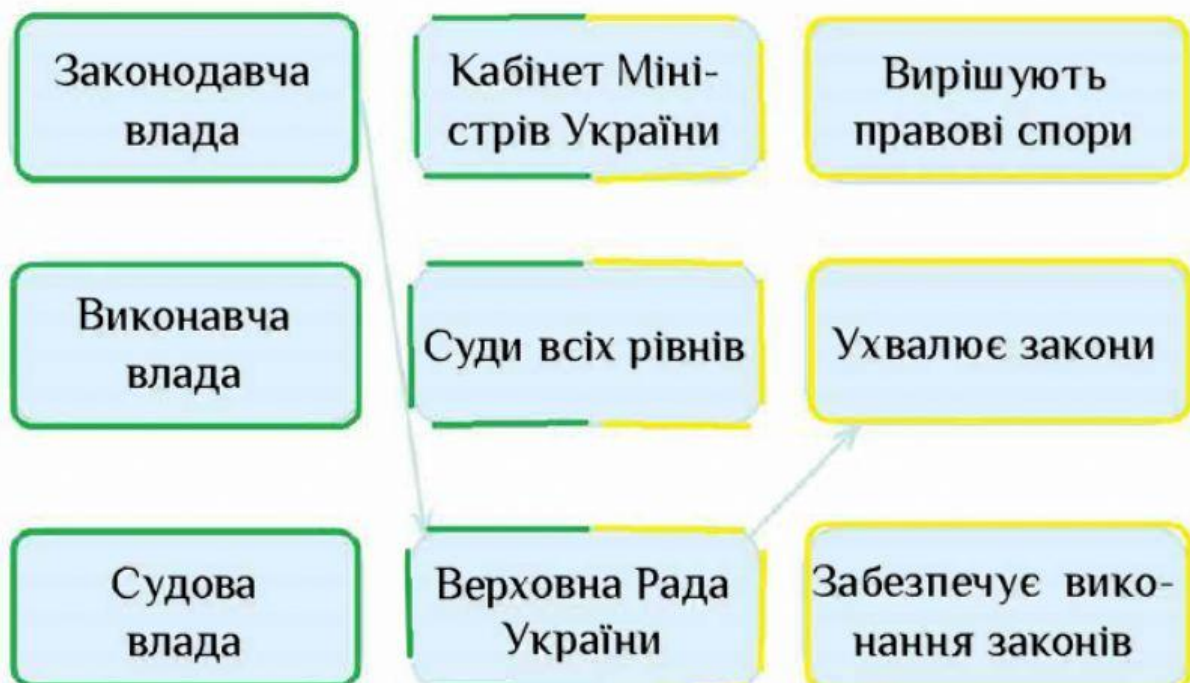 Законодавча
влада
Кабінет Міні-
стрів України
Вирішують
правові спори
Виконавча
влада
Суди всіх рівнів
Ухвалює закони
Судова
влада
Верховна Рада
України
Забезпечує вико-
нання законів